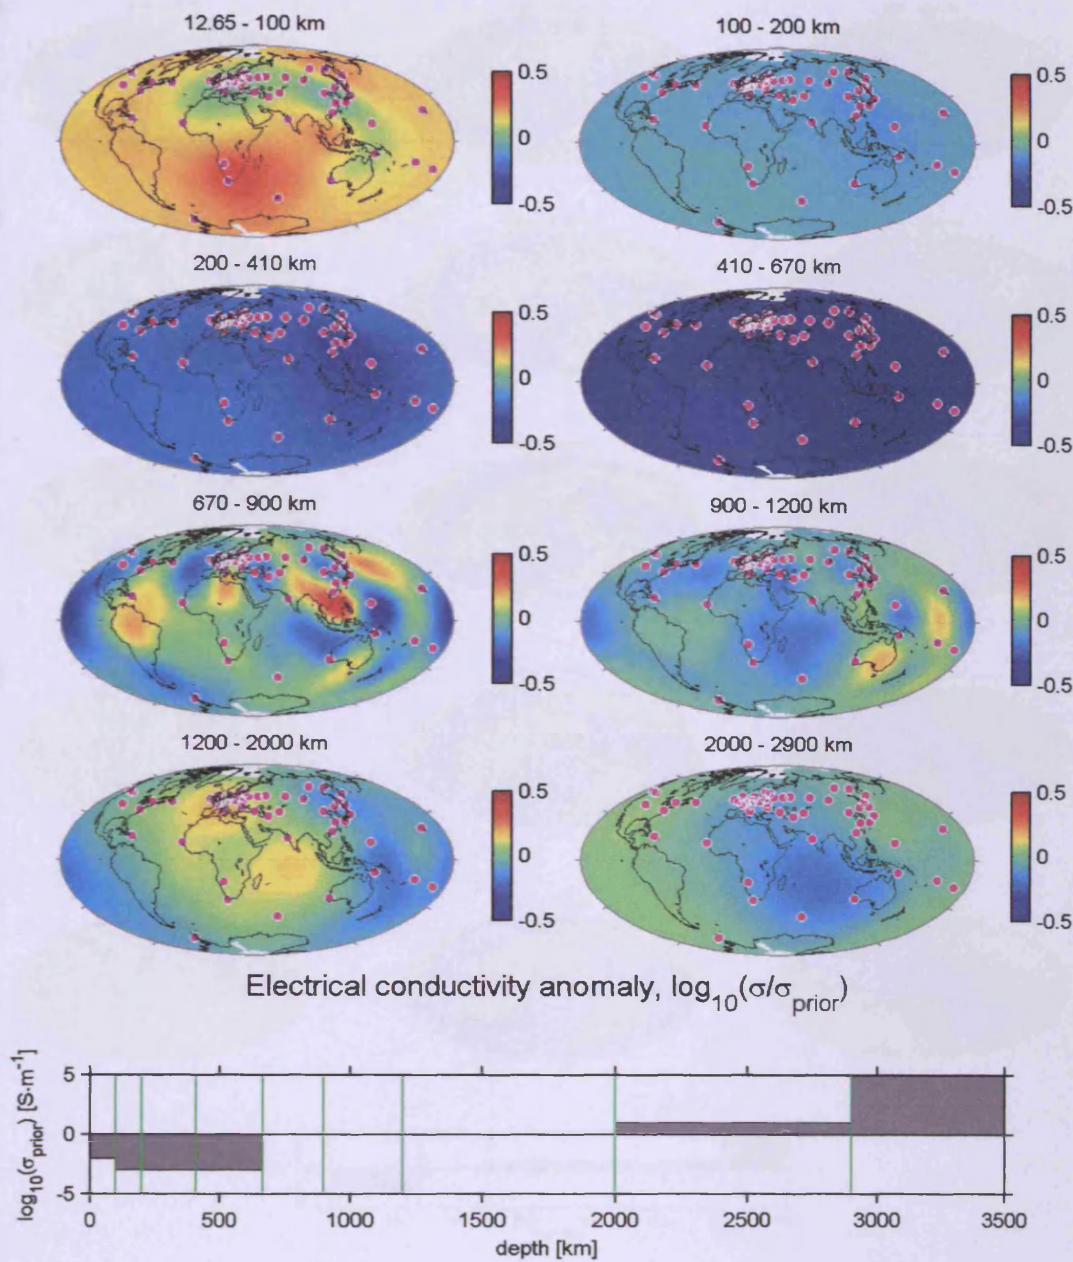 12.65 - 100 km
100 - 200 km
0.5
0
-0.5
0.5
0
-0.5
200 - 410 km
410 - 670 km
0.5
0
-0.5
0.5
0
-0.5
670 - 900 km
900 - 1200 km
0.5
0
-0.5
0.5
0
-0.5
1200 - 2000 km
2000 - 2900 km
0.5
0
-0.5
0.5
0
-0.5
Electrical conductivity anomaly, log₁₀(σ/σ_prior)
log₁₀(σ_prior) [S·m⁻¹]
5
0
-5
0 500 1000 1500 2000 2500 3000 3500
depth [km]